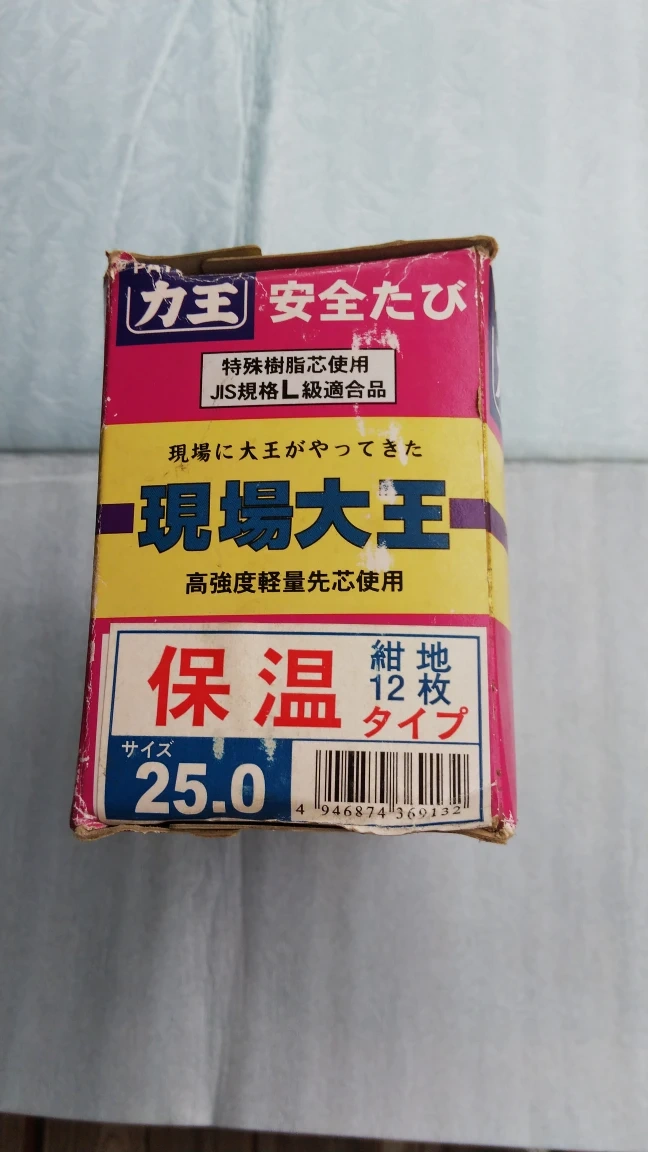 力王 安全たび
特殊樹脂芯使用
JIS規格L級適合品
現場に大王がやってきた
現場大王
高強度軽量先芯使用
保温 紺地
12枚
タイプ
サイズ
25.0
4 946874 369132